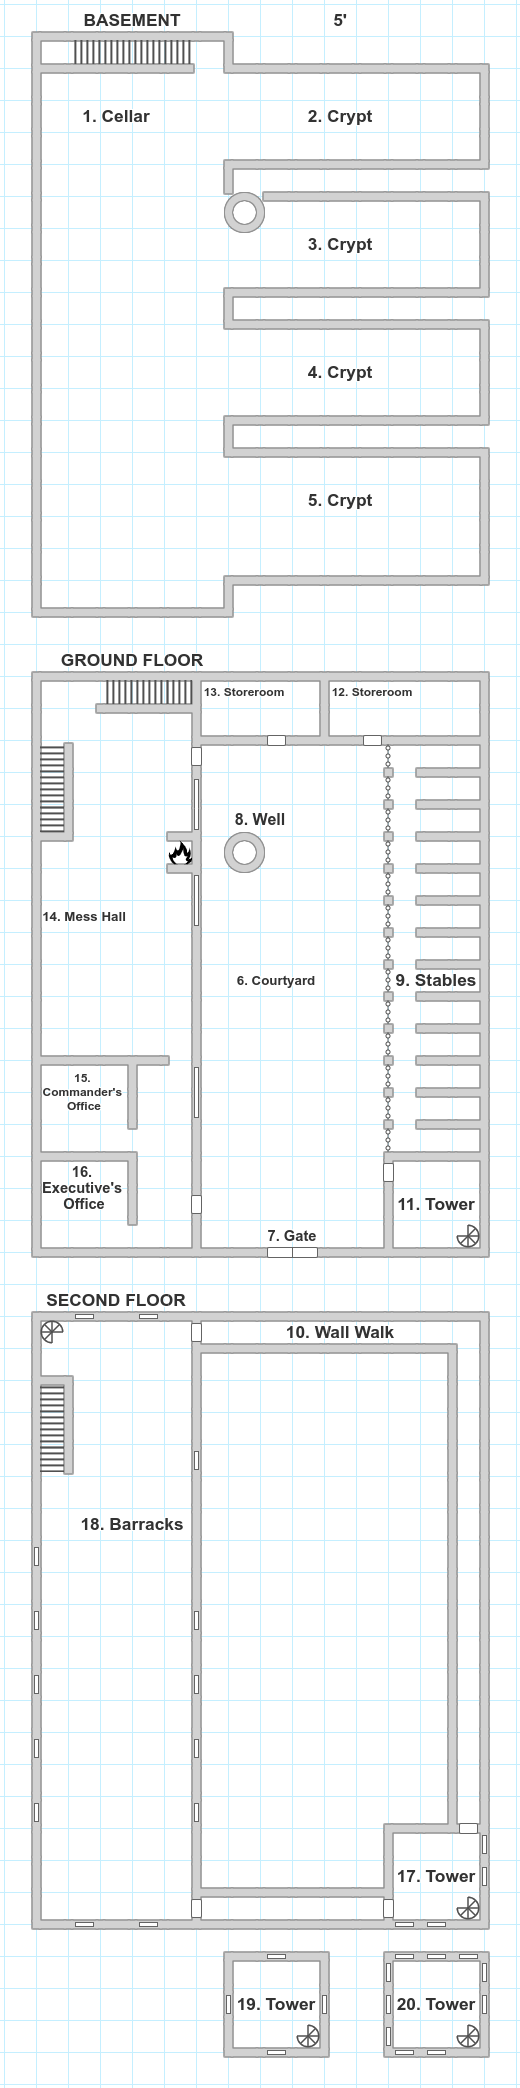 BASEMENT 5'
1. Cellar 2. Crypt
3. Crypt
4. Crypt
5. Crypt
GROUND FLOOR
13. Storeroom 12. Storeroom
8. Well
14. Mess Hall
6. Courtyard 9. Stables
15.
Commander's
Office
16.
Executive's
Office
11. Tower
7. Gate
SECOND FLOOR
10. Wall Walk
18. Barracks
17. Tower
19. Tower 20. Tower